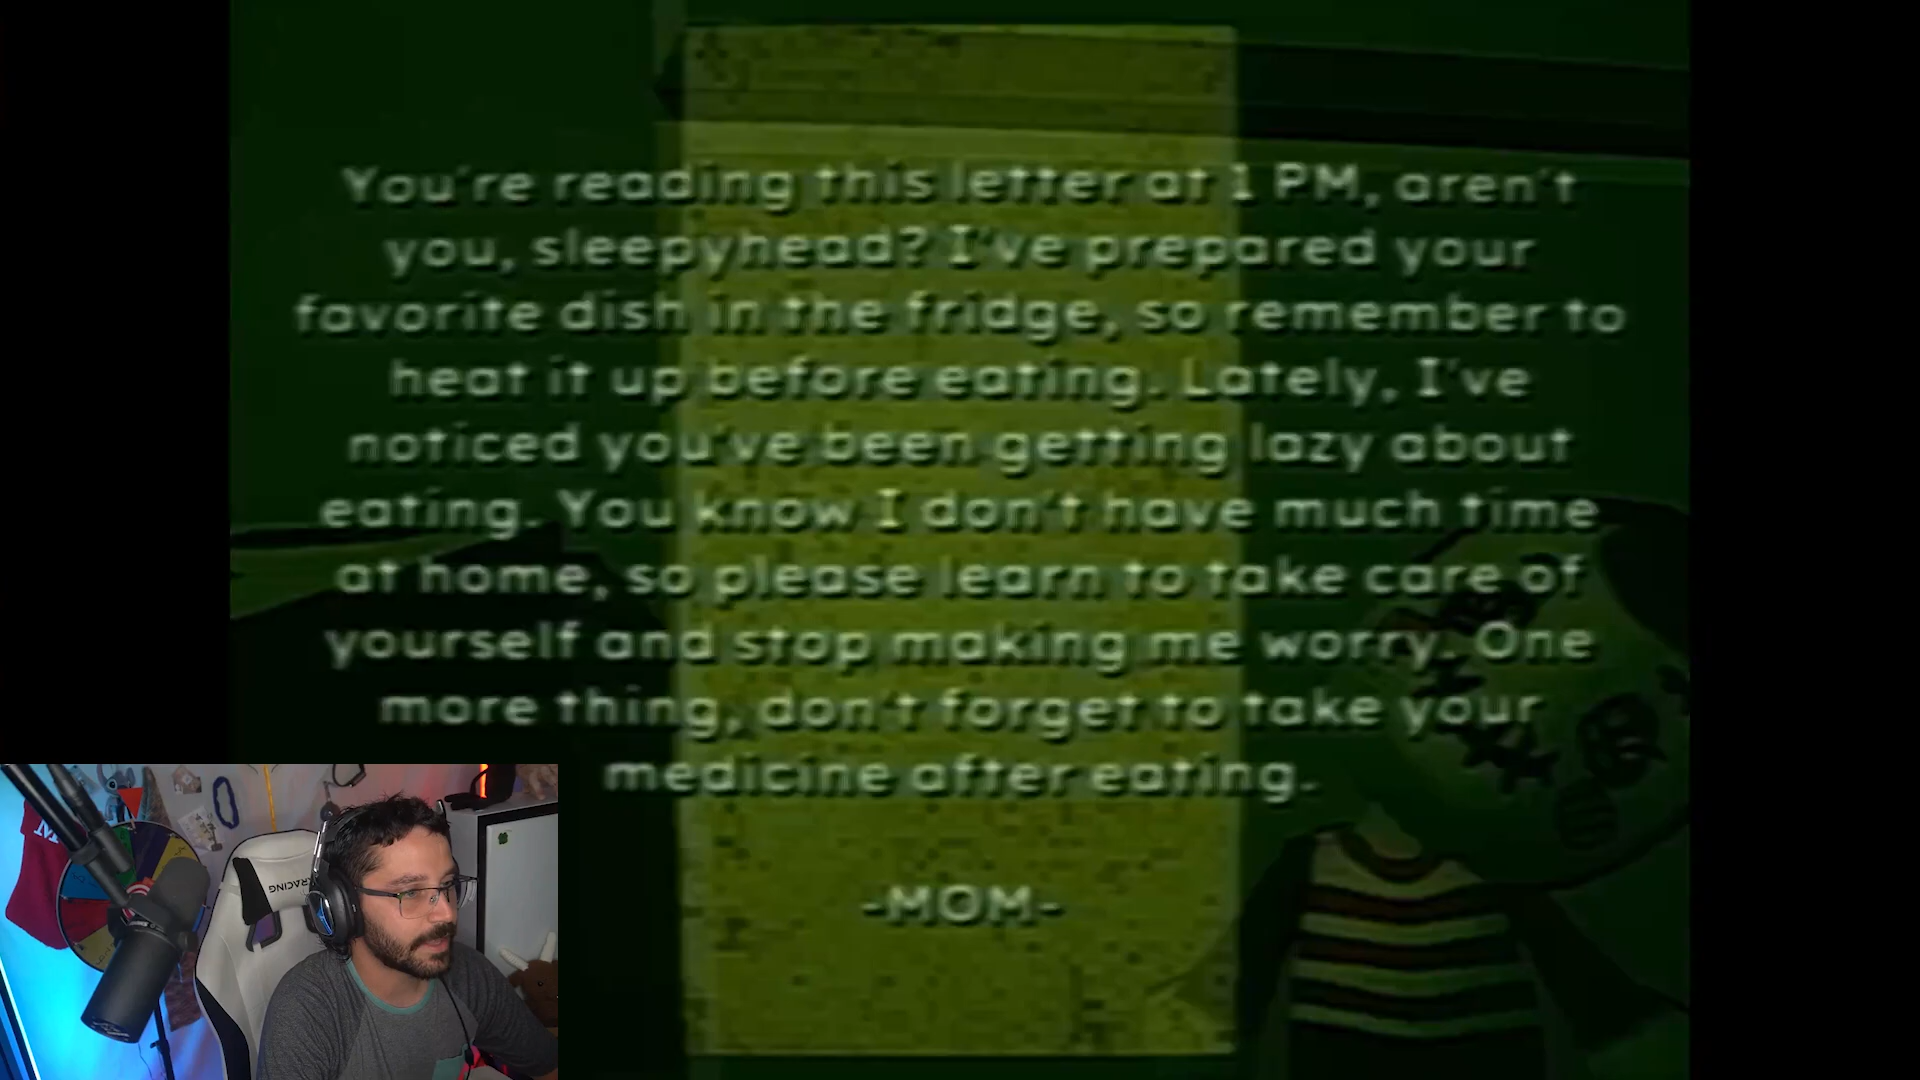 You're reading this letter at 1 PM, aren't
you, sleepyhead? I've prepared your
favorite dish in the fridge, so remember to
heat it up before eating. Lately, I've
noticed you've been getting lazy about
eating. You know I don't have much time
at home, so please learn to take care of
yourself and stop making me worry. One
more thing, don't forget to take your
medicine after eating.
-MOM-
M
RACING